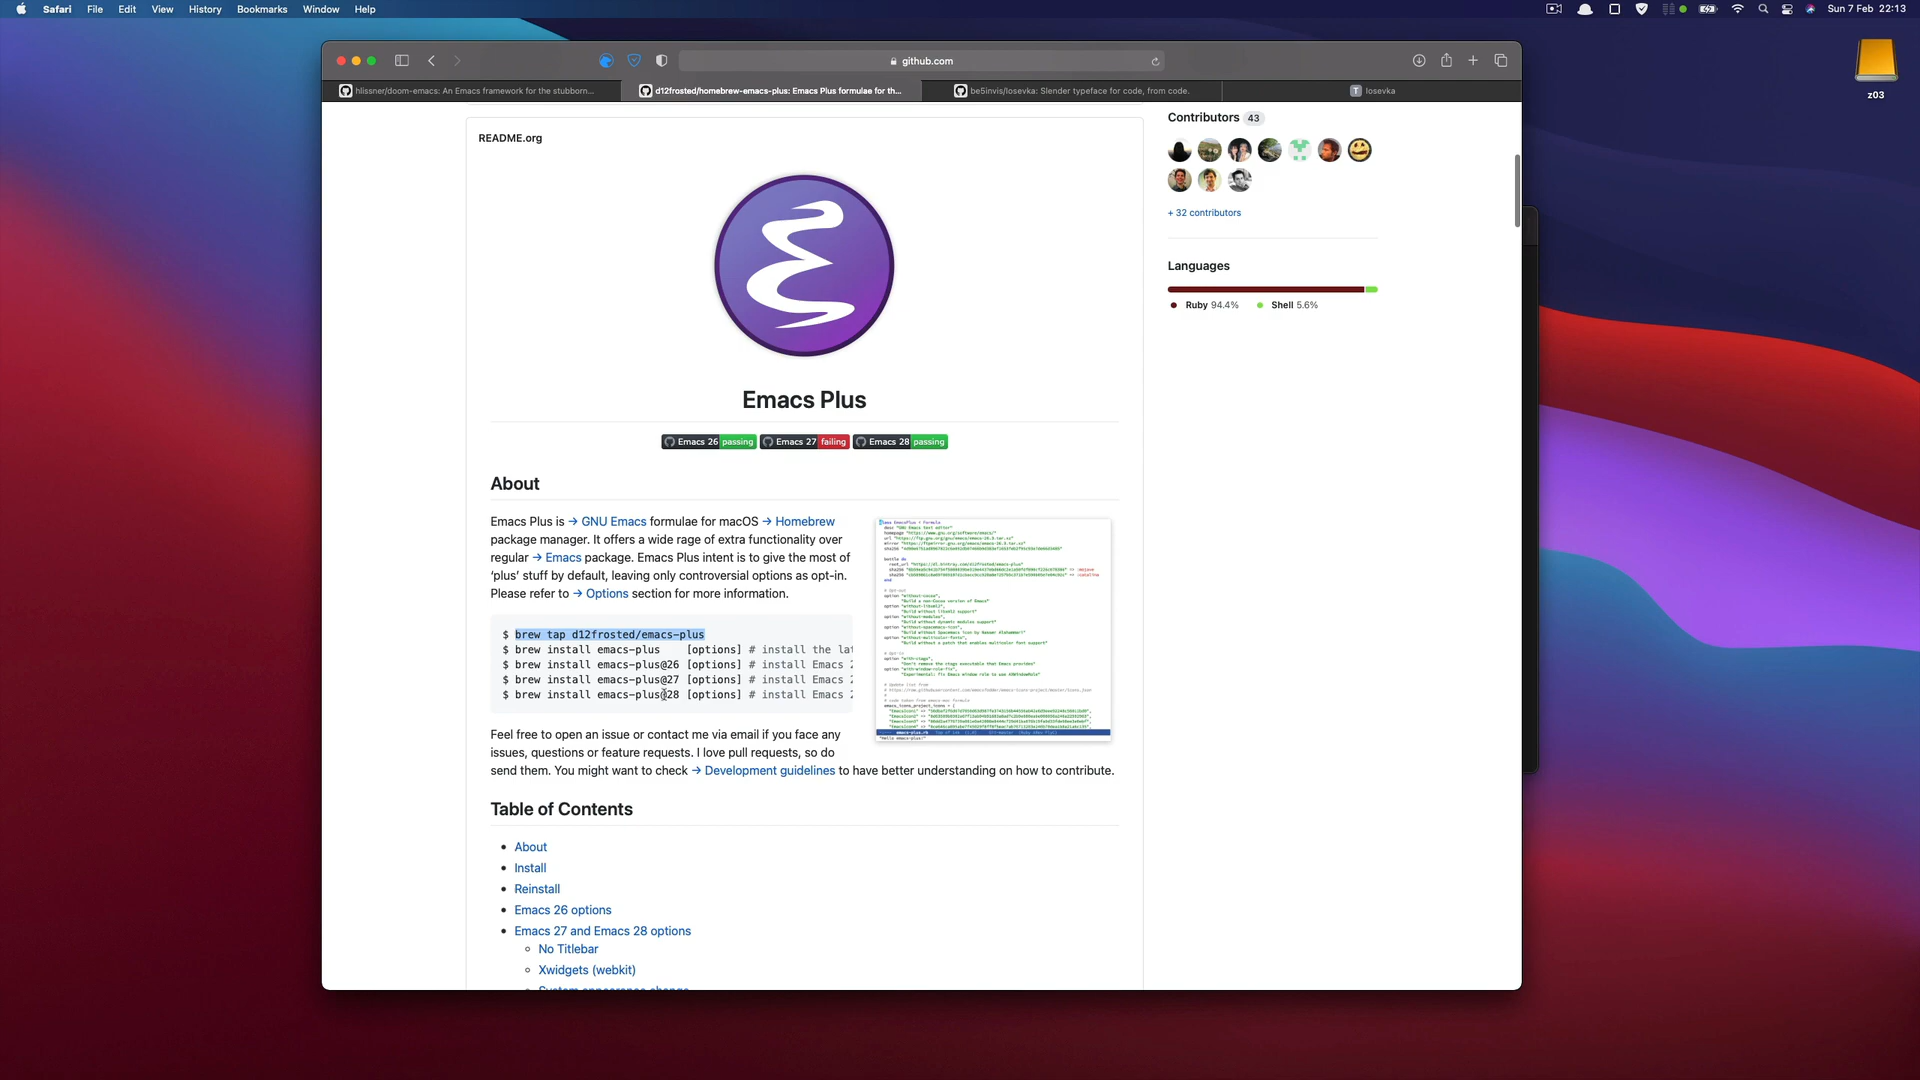 Safari File Edit View History Bookmarks Window Help Sun 7 Feb 22:13
z03
github.com
hlissner/doom-emacs: An Emacs framework for the stubborn... d12frosted/homebrew-emacs-plus: Emacs Plus formulae for th... be5invis/Iosevka: Slender typeface for code, from code. Iosevka
README.org
Emacs Plus
Emacs 26 passing Emacs 27 failing Emacs 28 passing
About
Emacs Plus is → GNU Emacs formulae for macOS → Homebrew
package manager. It offers a wide rage of extra functionality over
regular → Emacs package. Emacs Plus intent is to give the most of
‘plus’ stuff by default, leaving only controversial options as opt-in.
Please refer to → Options section for more information.
$ brew tap d12frosted/emacs-plus
$ brew install emacs-plus [options] # install the lat
$ brew install emacs-plus@26 [options] # install Emacs 2
$ brew install emacs-plus@27 [options] # install Emacs 2
$ brew install emacs-plus@28 [options] # install Emacs 2
Feel free to open an issue or contact me via email if you face any
issues, questions or feature requests. I love pull requests, so do
send them. You might want to check → Development guidelines to have better understanding on how to contribute.
Table of Contents
• About
• Install
• Reinstall
• Emacs 26 options
• Emacs 27 and Emacs 28 options
No Titlebar
Xwidgets (webkit)
Contributors 43
+ 32 contributors
Languages
Ruby 94.4% Shell 5.6%